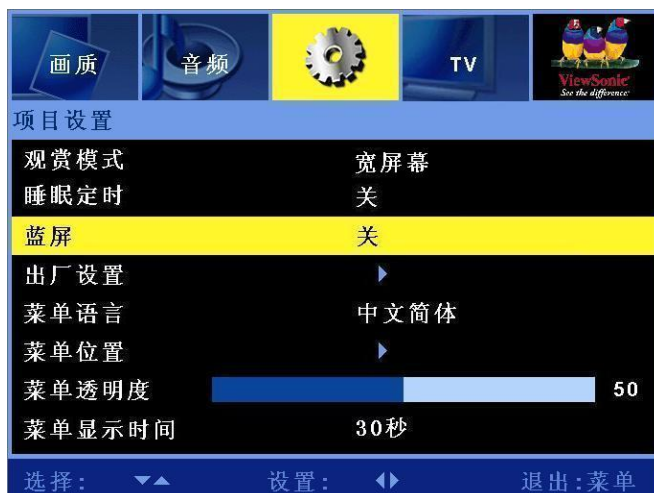 画质 音频 TV ViewSonic
See the difference
项目设置
观赏模式 宽屏幕
睡眠定时 关
蓝屏 关
出厂设置
菜单语言 中文简体
菜单位置
菜单透明度 50
菜单显示时间 30秒
选择: 设置: 退出:菜单